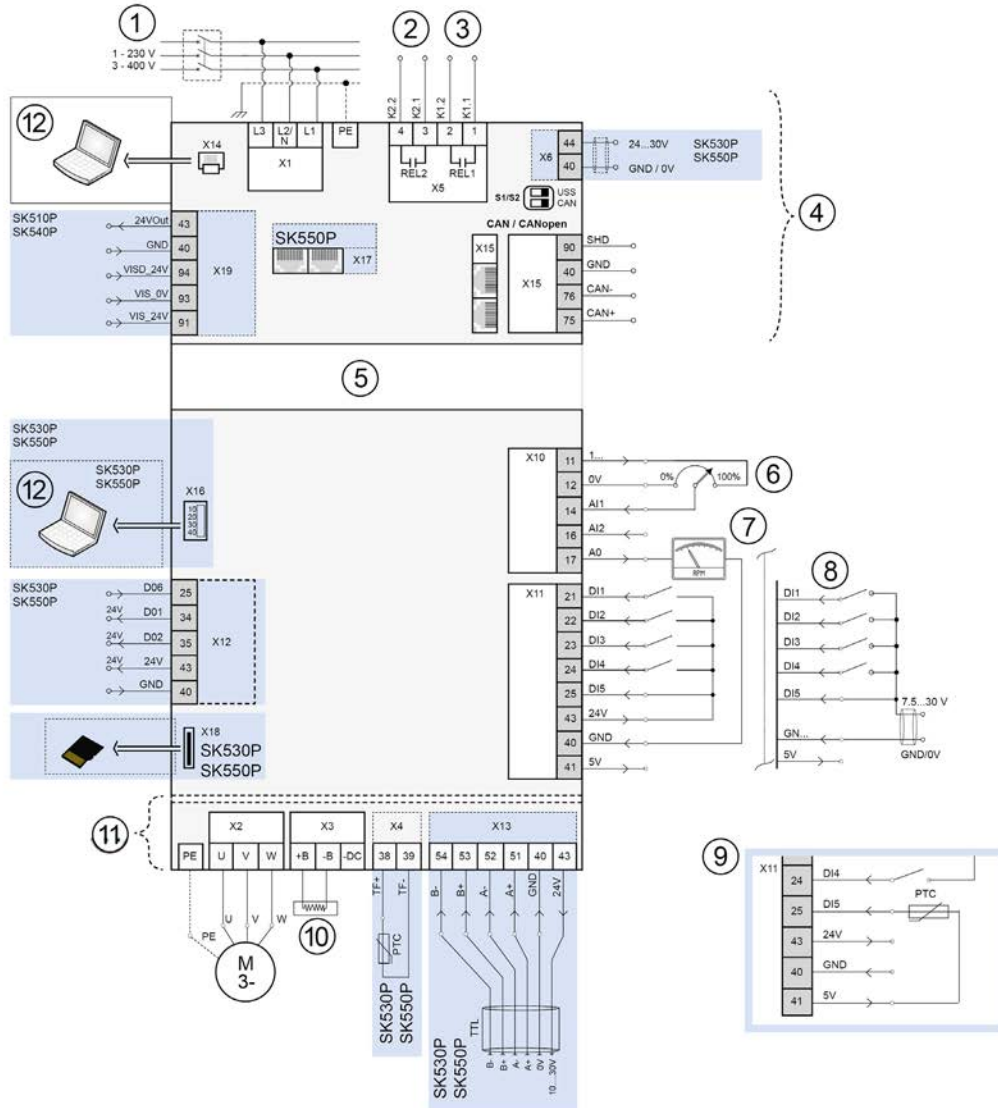 1
2
3
1 - 230 V
3 - 400 V
K2.2
K2.1
K1.2
K1.1
12
X14
L3
L2/
N
L1
PE
X1
4
3
2
1
REL2
REL1
X5
X6
44
40
24...30V
GND / 0V
SK530P
SK550P
S1/S2
USS
CAN
4
SK510P
SK540P
24VOut
GND
VISD_24V
VIS_0V
VIS_24V
43
40
94
93
91
X19
SK550P
X17
CAN / CANopen
X15
X15
90
40
76
75
SHD
GND
CAN-
CAN+
5
SK530P
SK550P
SK530P
SK550P
12
X16
10
20
30
40
X10
11
12
14
16
17
1...
0V
AI1
AI2
A0
0%
100%
6
7
RPM
SK530P
SK550P
D06
24V
D01
24V
D02
24V
24V
GND
25
34
35
43
40
X12
X11
21
22
23
24
25
43
40
41
DI1
DI2
DI3
DI4
DI5
24V
GND
5V
8
DI1
DI2
DI3
DI4
DI5
GN...
5V
7.5...30 V
GND/0V
X18
SK530P
SK550P
11
PE
X2
U
V
W
X3
+B
-B
-DC
X4
38
39
X13
54
53
52
51
40
43
TF+
TF-
B-
B+
A-
A+
GND
24V
U
V
W
PE
10
PTC
M
3-
SK530P
SK550P
TTL
SK530P
SK550P
B-
B+
A-
A+
0V
10...30V
9
X11
24
25
43
40
41
DI4
DI5
24V
GND
5V
PTC